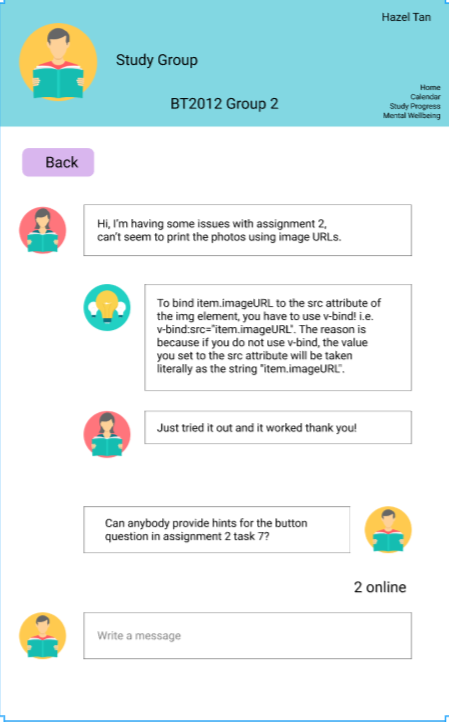 Hazel Tan
Study Group
BT2012 Group 2
Home
Calendar
Study Progress
Mental Wellbeing
Back
Hi, I'm having some issues with assignment 2,
can't seem to print the photos using image URLs.
To bind item.imageURL to the src attribute of
the img element, you have to use v-bind! i.e.
v-bind:src="item.imageURL". The reason is
because if you do not use v-bind, the value
you set to the src attribute will be taken
literally as the string "item.imageURL".
Just tried it out and it worked thank you!
Can anybody provide hints for the button
question in assignment 2 task 7?
2 online
Write a message